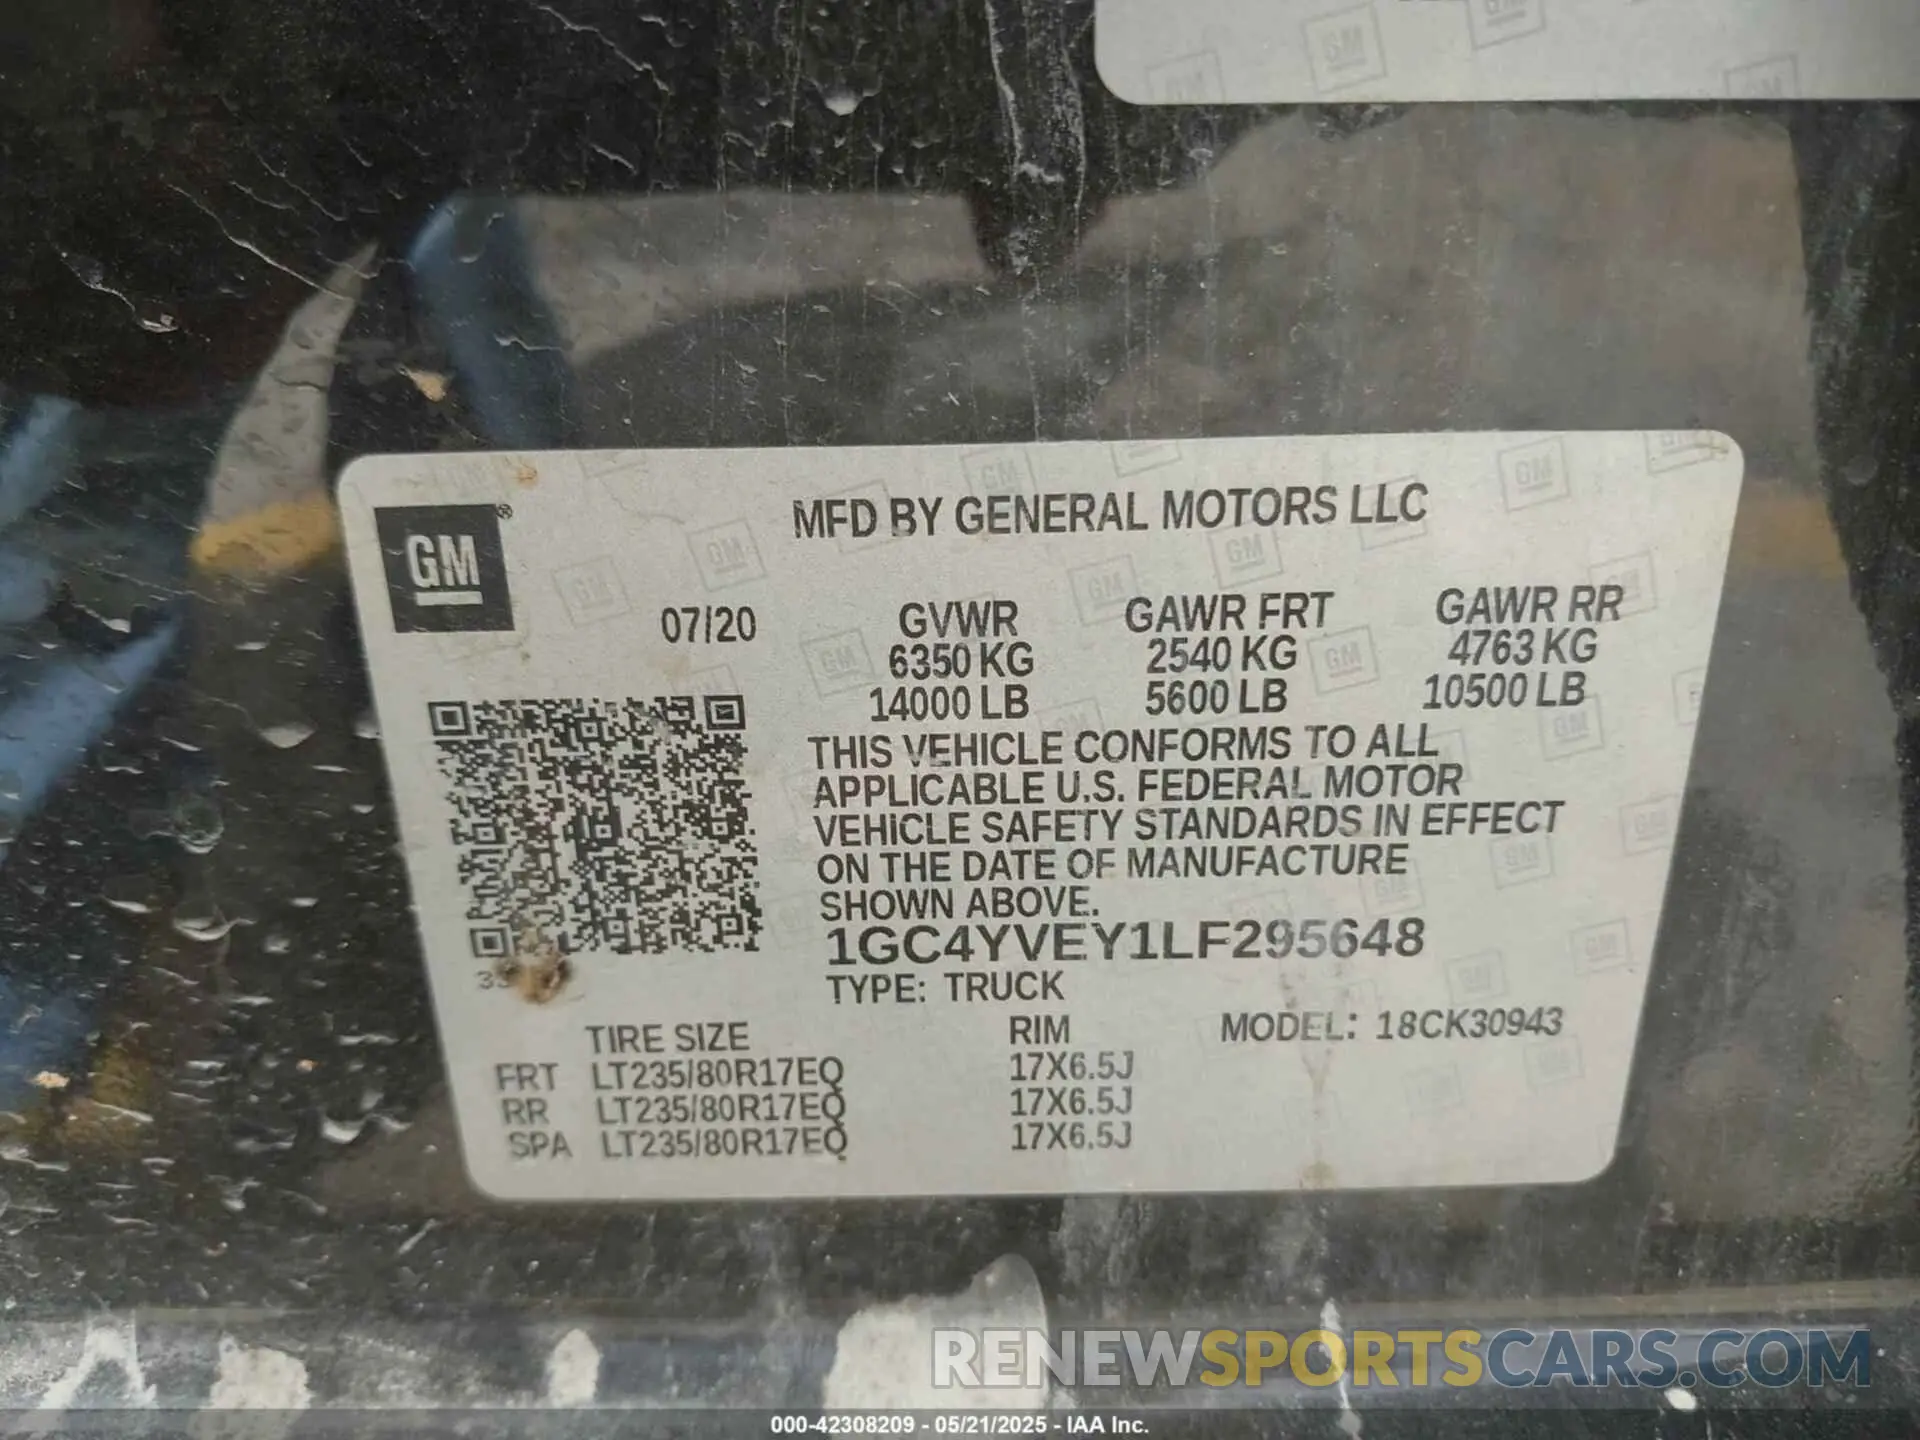 MFD BY GENERAL MOTORS LLC
GM®
07/20
GVWR GAWR FRT GAWR RR
6350 KG 2540 KG 4763 KG
14000 LB 5600 LB 10500 LB
THIS VEHICLE CONFORMS TO ALL
APPLICABLE U.S. FEDERAL MOTOR
VEHICLE SAFETY STANDARDS IN EFFECT
ON THE DATE OF MANUFACTURE
SHOWN ABOVE.
1GC4YVEY1LF295648
TYPE: TRUCK
TIRE SIZE RIM MODEL: 18CK30943
FRT LT235/80R17EQ 17X6.5J
RR LT235/80R17EQ 17X6.5J
SPA LT235/80R17EQ 17X6.5J
RENEWSPORTSCARS.COM
000-42308209 - 05/21/2025 - IAA Inc.